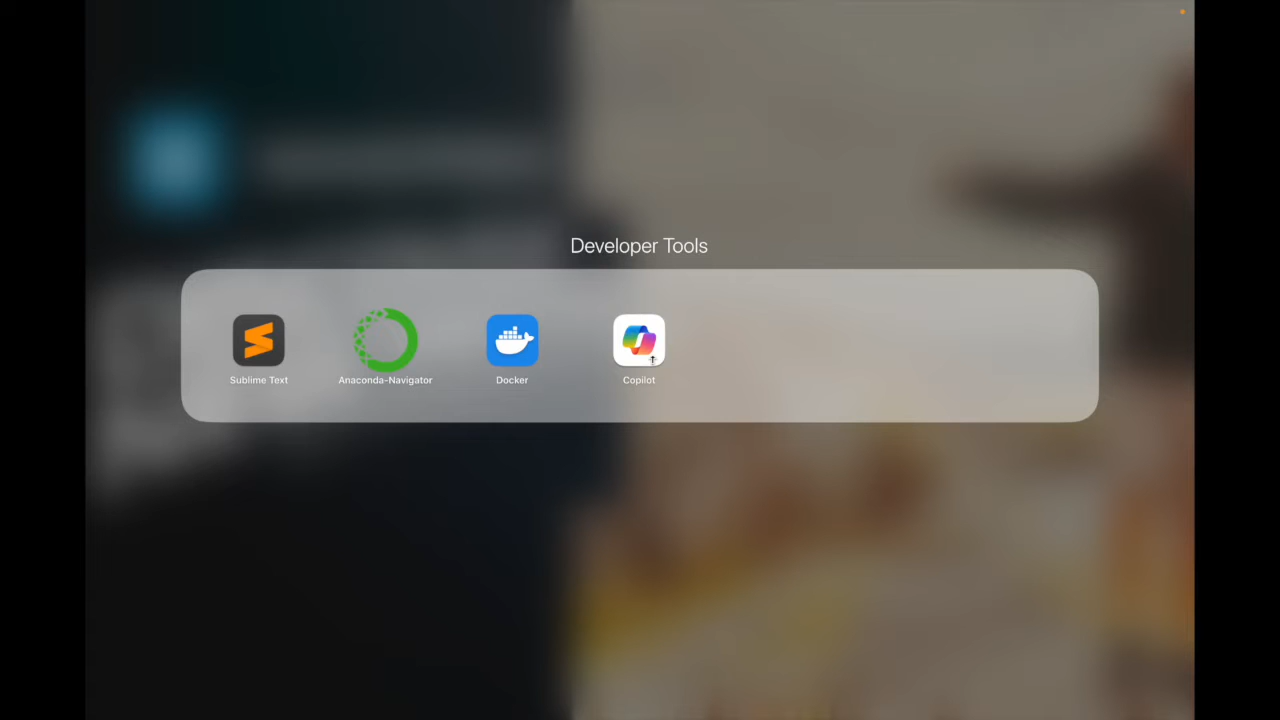 Developer Tools
Sublime Text
Anaconda-Navigator
Docker
Copilot